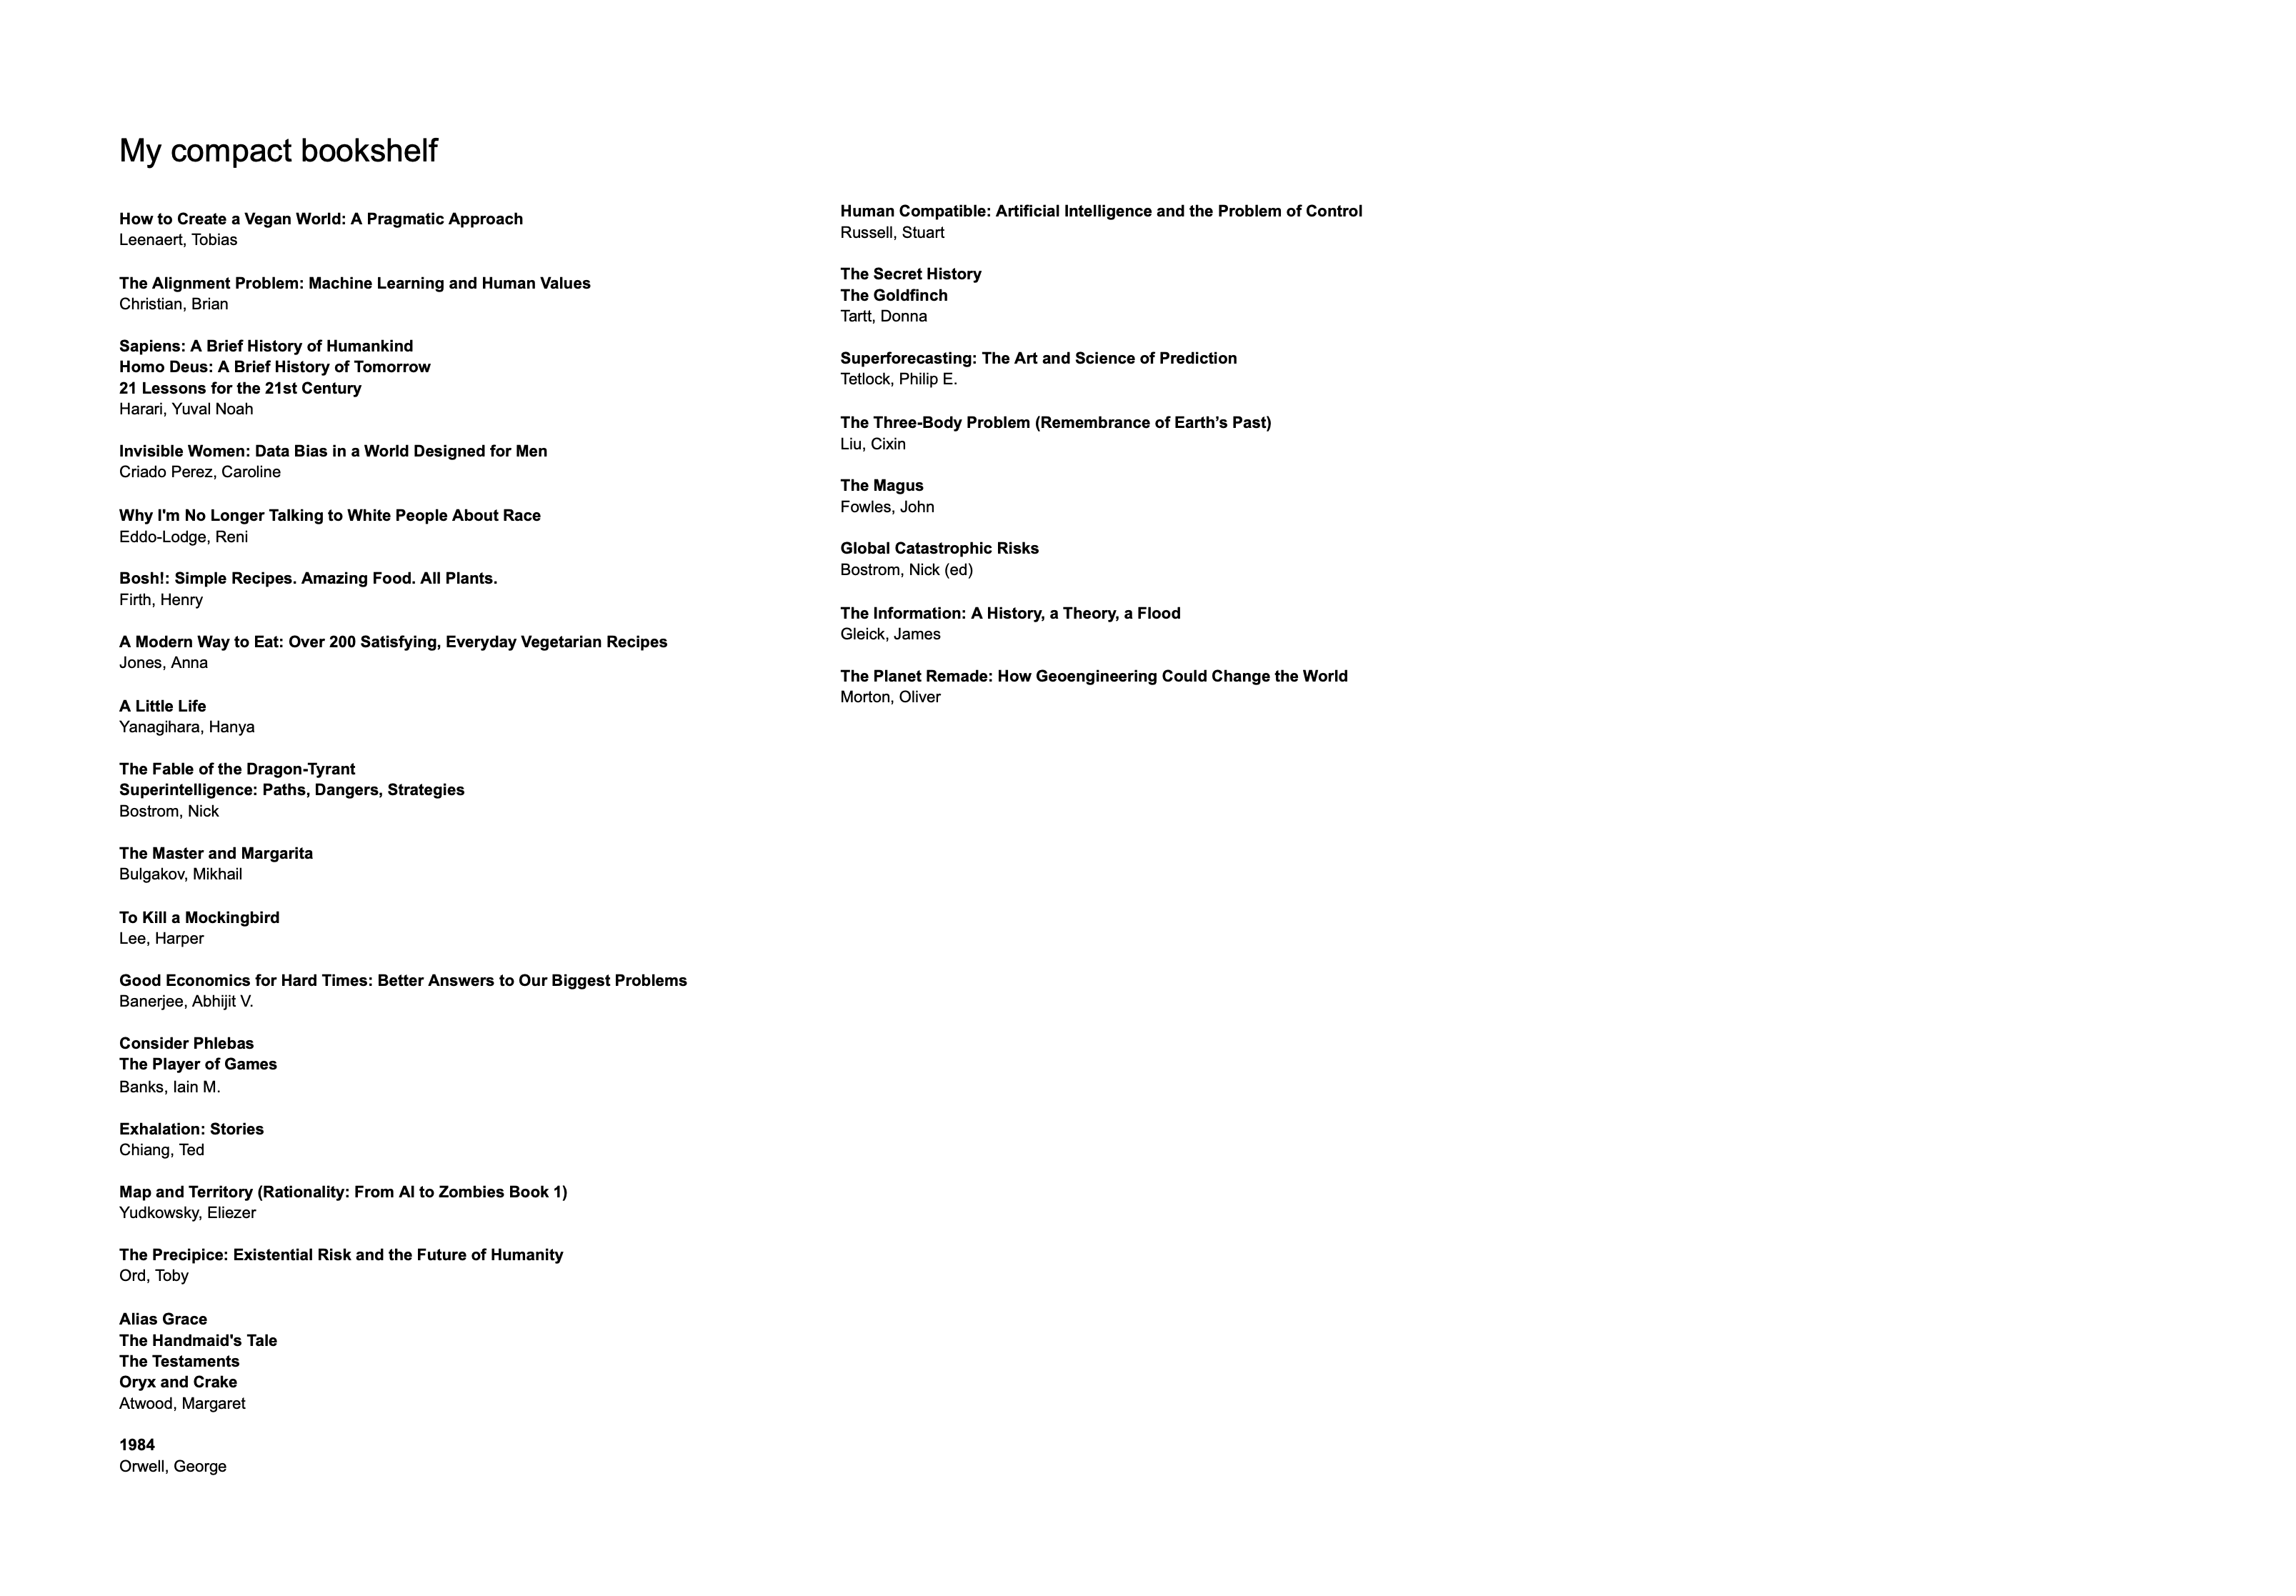 My compact bookshelf
How to Create a Vegan World: A Pragmatic Approach
Leenaert, Tobias
The Alignment Problem: Machine Learning and Human Values
Christian, Brian
Sapiens: A Brief History of Humankind
Homo Deus: A Brief History of Tomorrow
21 Lessons for the 21st Century
Harari, Yuval Noah
Invisible Women: Data Bias in a World Designed for Men
Criado Perez, Caroline
Why I'm No Longer Talking to White People About Race
Eddo-Lodge, Reni
Bosh!: Simple Recipes. Amazing Food. All Plants.
Firth, Henry
A Modern Way to Eat: Over 200 Satisfying, Everyday Vegetarian Recipes
Jones, Anna
A Little Life
Yanagihara, Hanya
The Fable of the Dragon-Tyrant
Superintelligence: Paths, Dangers, Strategies
Bostrom, Nick
The Master and Margarita
Bulgakov, Mikhail
To Kill a Mockingbird
Lee, Harper
Good Economics for Hard Times: Better Answers to Our Biggest Problems
Banerjee, Abhijit V.
Consider Phlebas
The Player of Games
Banks, Iain M.
Exhalation: Stories
Chiang, Ted
Map and Territory (Rationality: From AI to Zombies Book 1)
Yudkowsky, Eliezer
The Precipice: Existential Risk and the Future of Humanity
Ord, Toby
Alias Grace
The Handmaid's Tale
The Testaments
Oryx and Crake
Atwood, Margaret
1984
Orwell, George
Human Compatible: Artificial Intelligence and the Problem of Control
Russell, Stuart
The Secret History
The Goldfinch
Tartt, Donna
Superforecasting: The Art and Science of Prediction
Tetlock, Philip E.
The Three-Body Problem (Remembrance of Earth’s Past)
Liu, Cixin
The Magus
Fowles, John
Global Catastrophic Risks
Bostrom, Nick (ed)
The Information: A History, a Theory, a Flood
Gleick, James
The Planet Remade: How Geoengineering Could Change the World
Morton, Oliver